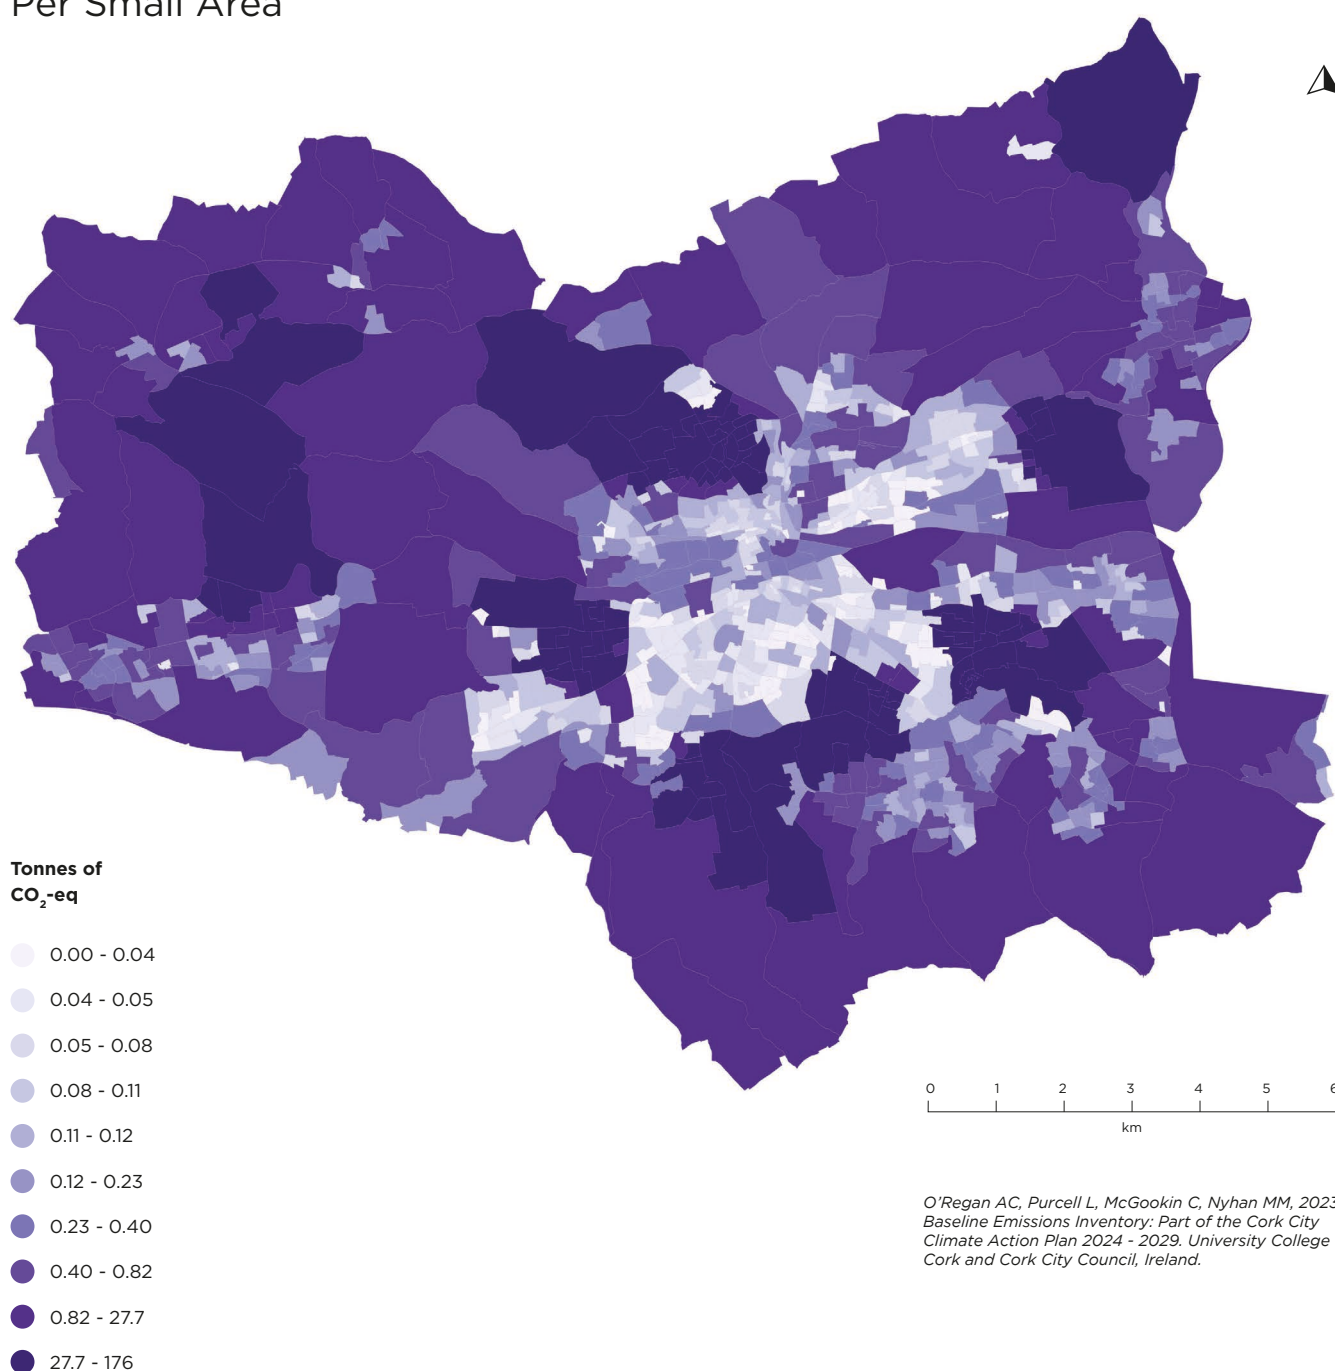 Per Small Area
Tonnes of
CO2-eq
0.00 - 0.04
0.04 - 0.05
0.05 - 0.08
0.08 - 0.11
0.11 - 0.12
0.12 - 0.23
0.23 - 0.40
0.40 - 0.82
0.82 - 27.7
27.7 - 176
0 1 2 3 4 5 6
km
O'Regan AC, Purcell L, McGookin C, Nyhan MM, 2023
Baseline Emissions Inventory: Part of the Cork City
Climate Action Plan 2024 - 2029. University College
Cork and Cork City Council, Ireland.